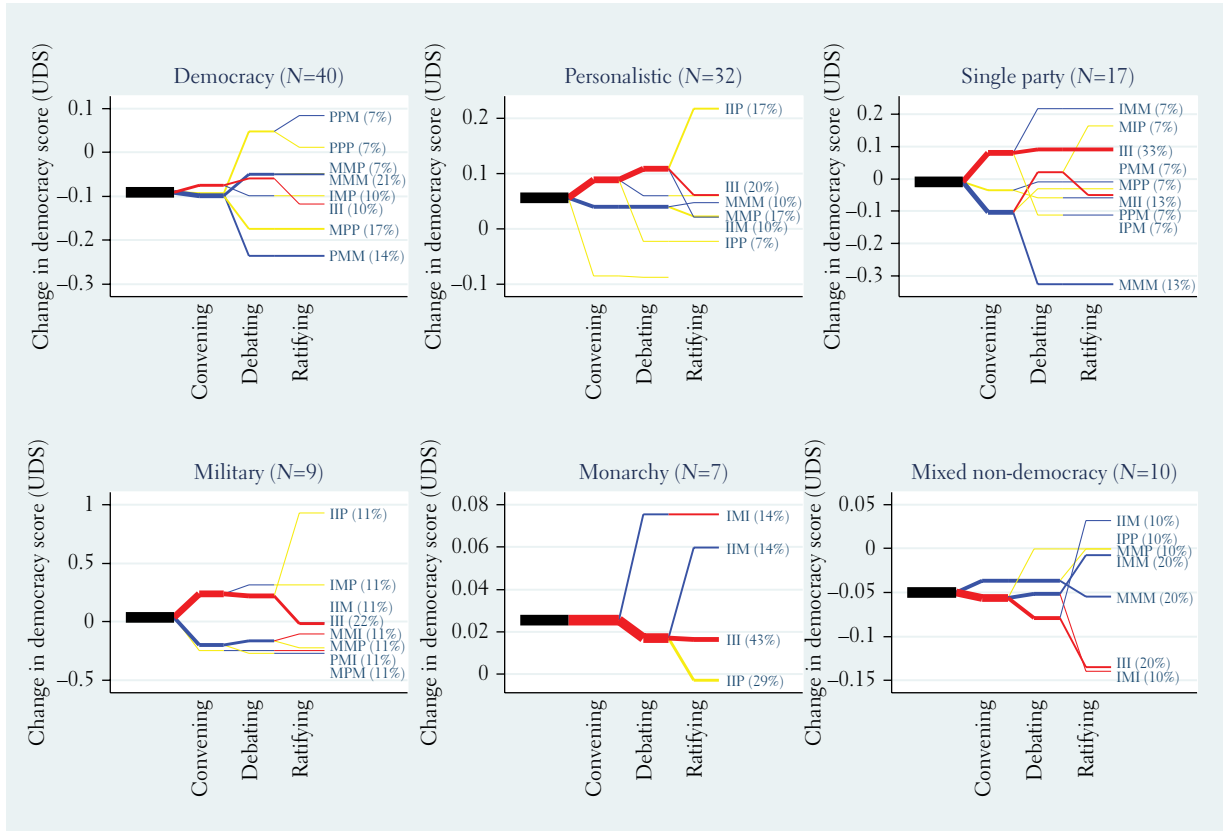 Change in democracy score (UDS)
Democracy (N=40)
0.1
0
−0.1
−0.2
−0.3
PPM (7%)
PPP (7%)
MMP (7%)
MMM (21%)
IMP (10%)
III (10%)
MPP (17%)
PMM (14%)
Convening
Debating
Ratifying
Change in democracy score (UDS)
Personalistic (N=32)
0.2
0.1
0
−0.1
IIP (17%)
III (20%)
MMM (10%)
MMP (17%)
IIM (10%)
IPP (7%)
Convening
Debating
Ratifying
Change in democracy score (UDS)
Single party (N=17)
0.2
0.1
0
−0.1
−0.2
−0.3
IMM (7%)
MIP (7%)
III (33%)
PMM (7%)
MPP (7%)
MII (13%)
PPM (7%)
IPM (7%)
MMM (13%)
Convening
Debating
Ratifying
Change in democracy score (UDS)
Military (N=9)
1
0.5
0
−0.5
IIP (11%)
IMP (11%)
IIM (11%)
III (22%)
MMI (11%)
MMP (11%)
PMI (11%)
MPM (11%)
Convening
Debating
Ratifying
Change in democracy score (UDS)
Monarchy (N=7)
0.08
0.06
0.04
0.02
0
IMI (14%)
IIM (14%)
III (43%)
IIP (29%)
Convening
Debating
Ratifying
Change in democracy score (UDS)
Mixed non-democracy (N=10)
0.05
0
−0.05
−0.1
−0.15
IIM (10%)
IPP (10%)
MMP (10%)
IMM (20%)
MMM (20%)
III (20%)
IMI (10%)
Convening
Debating
Ratifying